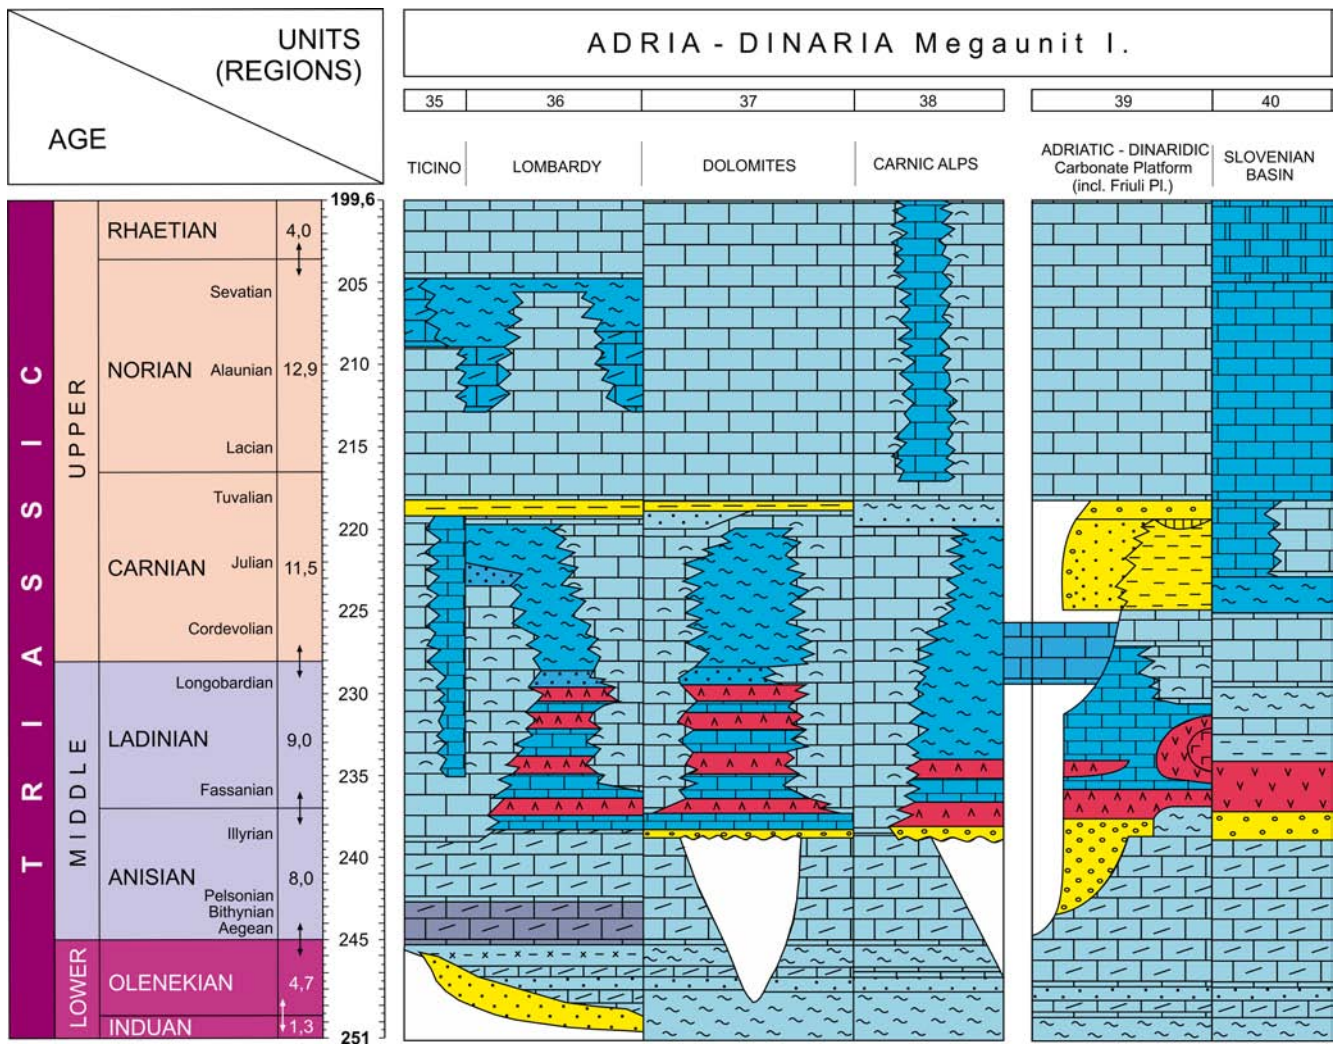 UNITS
(REGIONS)
AGE
ADRIA - DINARIA Megaunit I.
35
36
37
38
39
40
TICINO
LOMBARDY
DOLOMITES
CARNIC ALPS
ADRIATIC - DINARIDIC
Carbonate Platform
(incl. Friuli Pl.)
SLOVENIAN
BASIN
TRIASSIC
UPPER
MIDDLE
LOWER
RHAETIAN
4,0
NORIAN
12,9
Sevatian
Alaunian
Lacian
CARNIAN
11,5
Tuvalian
Julian
Cordevolian
LADINIAN
9,0
Longobardian
Fassanian
ANISIAN
8,0
Illyrian
Pelsonian
Bithynian
Aegean
OLENEKIAN
4,7
INDUAN
1,3
199,6
205
210
215
220
225
230
235
240
245
251